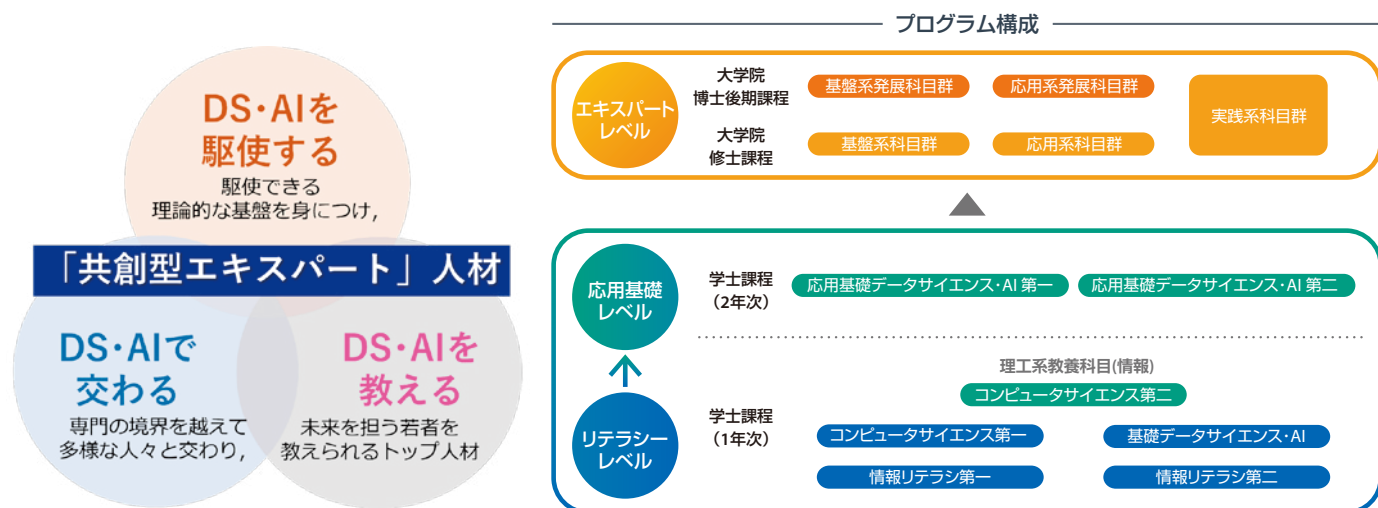 DS・AIを
駆使する
駆使できる
理論的な基盤を身につけ,
「共創型エキスパート」人材
DS・AIで
交わる
専門の境界を越えて
多様な人々と交わり,
DS・AIを
教える
未来を担う若者を
教えられるトップ人材
プログラム構成
エキスパート
レベル
大学院
博士後期課程
基盤系発展科目群
応用系発展科目群
実践系科目群
大学院
修士課程
基盤系科目群
応用系科目群
応用基礎
レベル
学士課程
(2年次)
応用基礎データサイエンス・AI 第一
応用基礎データサイエンス・AI 第二
理工系教養科目(情報)
コンピュータサイエンス第二
リテラシー
レベル
学士課程
(1年次)
コンピュータサイエンス第一
基礎データサイエンス・AI
情報リテラシ第一
情報リテラシ第二